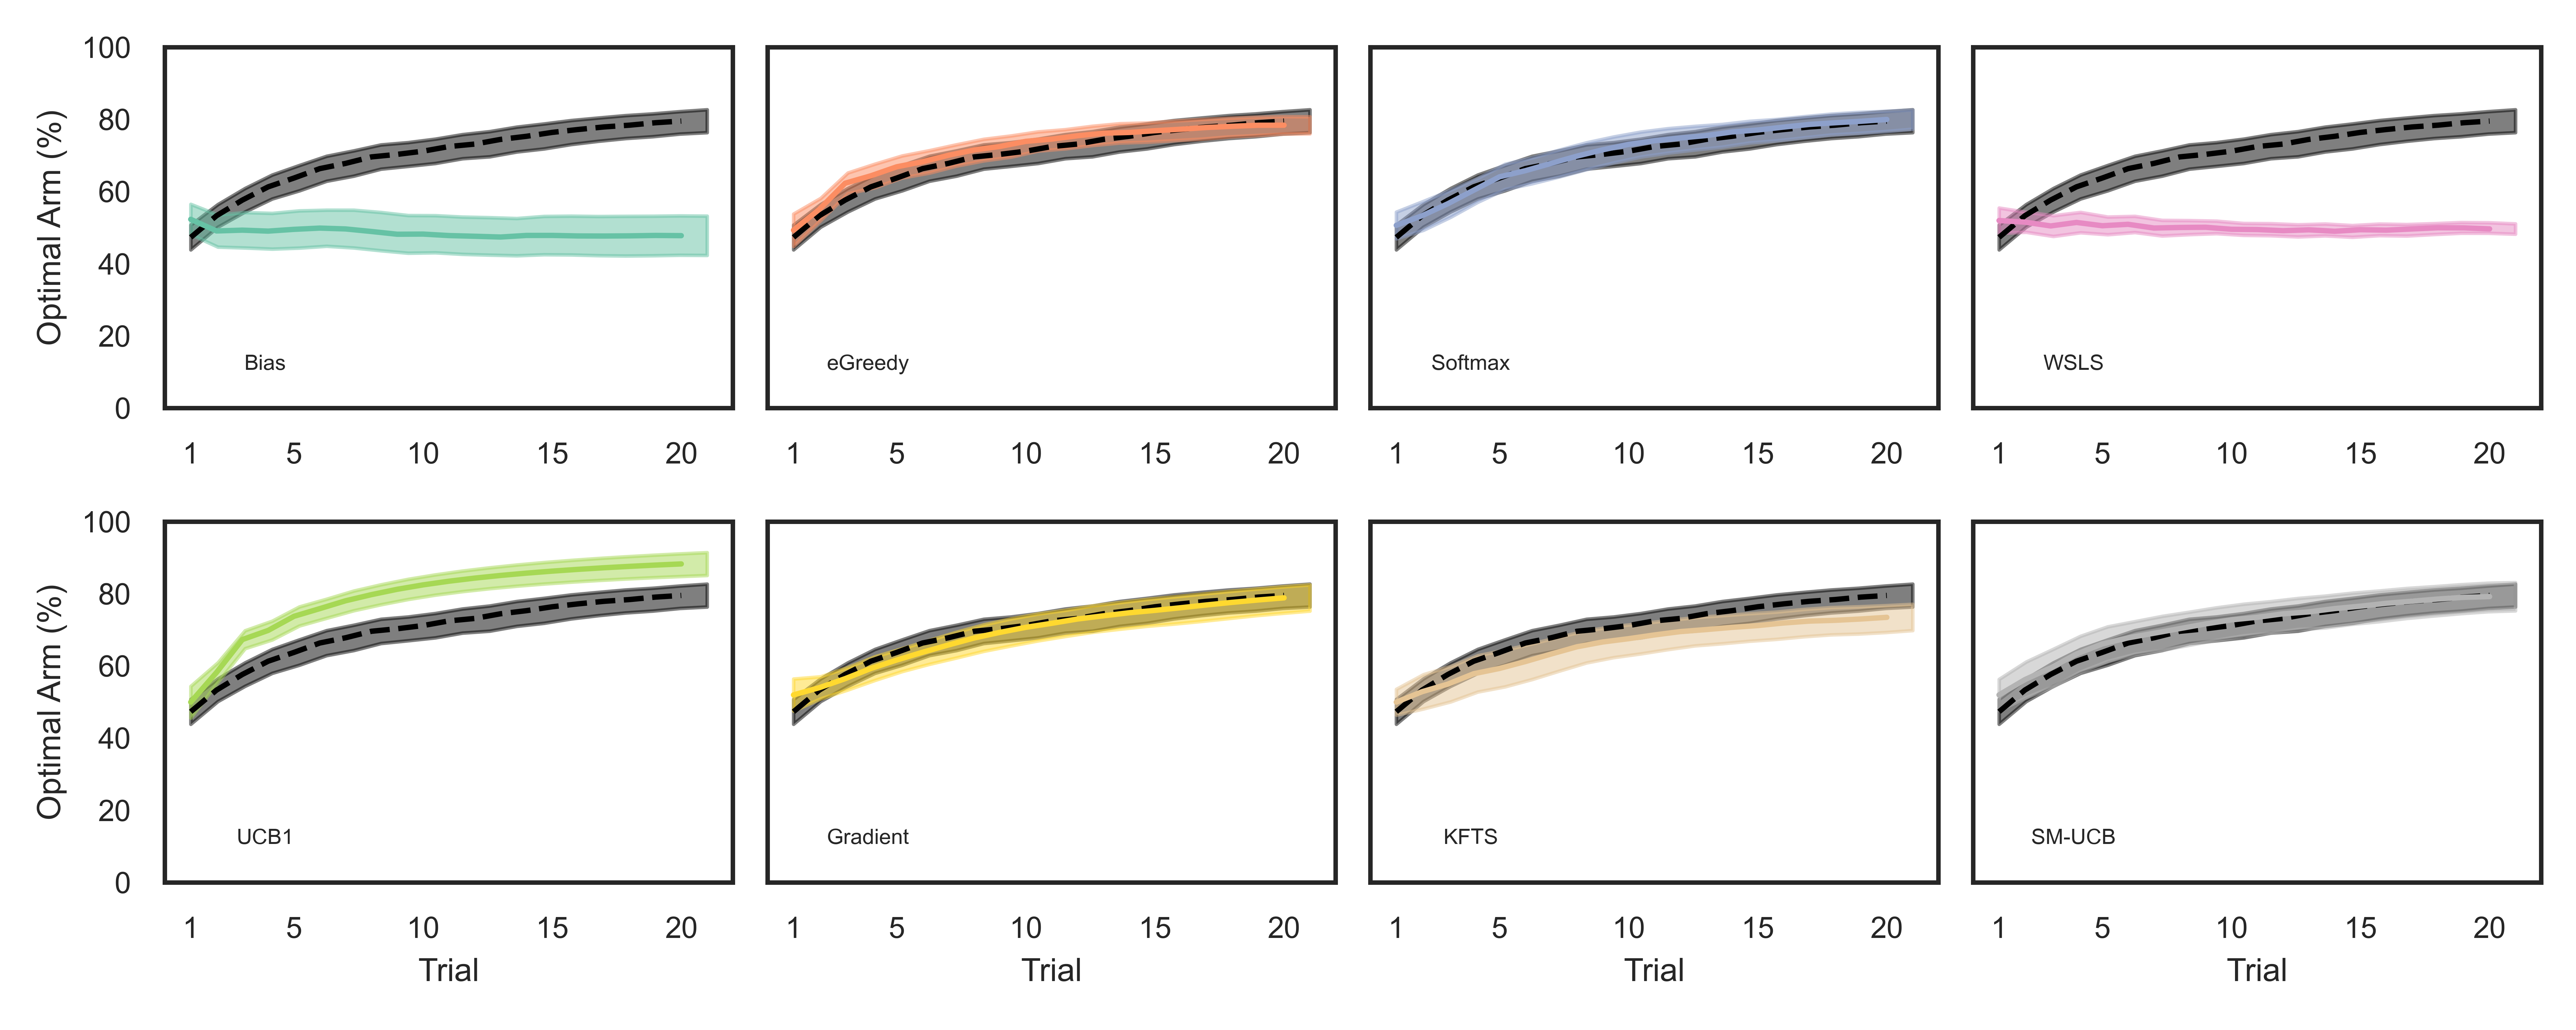 100
80
60
40
20
0
Optimal Arm (%)
Bias
1 5 10 15 20
eGreedy
1 5 10 15 20
Softmax
1 5 10 15 20
WSLS
1 5 10 15 20
100
80
60
40
20
0
Optimal Arm (%)
UCB1
1 5 10 15 20
Trial
Gradient
1 5 10 15 20
Trial
KFTS
1 5 10 15 20
Trial
SM-UCB
1 5 10 15 20
Trial